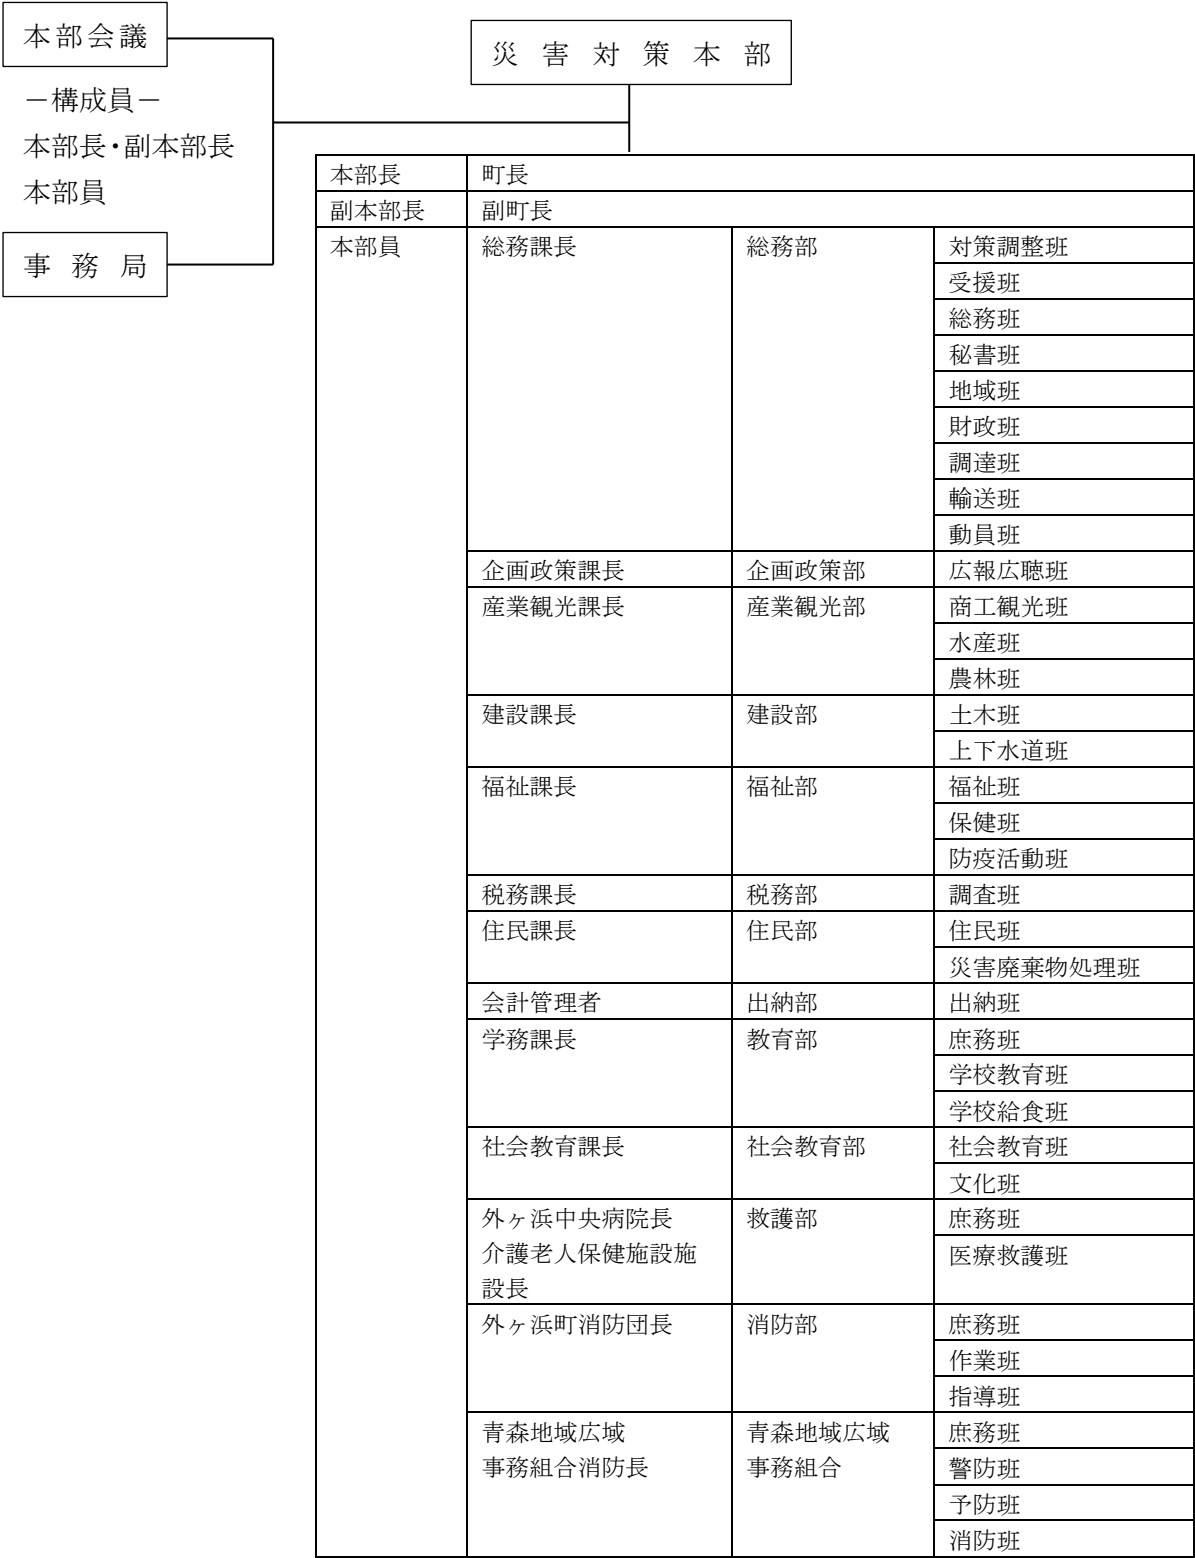 本部会議
災害対策本部
－構成員－
本部長・副本部長
本部員
事務局
本部長 町長
副本部長 副町長
本部員 総務課長 総務部 対策調整班
受援班
総務班
秘書班
地域班
財政班
調達班
輸送班
動員班
企画政策課長 企画政策部 広報広聴班
産業観光課長 産業観光部 商工観光班
水産班
農林班
建設課長 建設部 土木班
上下水道班
福祉課長 福祉部 福祉班
保健班
防疫活動班
税務課長 税務部 調査班
住民課長 住民部 住民班
災害廃棄物処理班
会計管理者 出納部 出納班
学務課長 教育部 庶務班
学校教育班
学校給食班
社会教育課長 社会教育部 社会教育班
文化班
外ヶ浜中央病院長 救護部 庶務班
介護老人保健施設施 医療救護班
設長
外ヶ浜町消防団長 消防部 庶務班
作業班
指導班
青森地域広域 青森地域広域 庶務班
事務組合消防長 事務組合 警防班
予防班
消防班